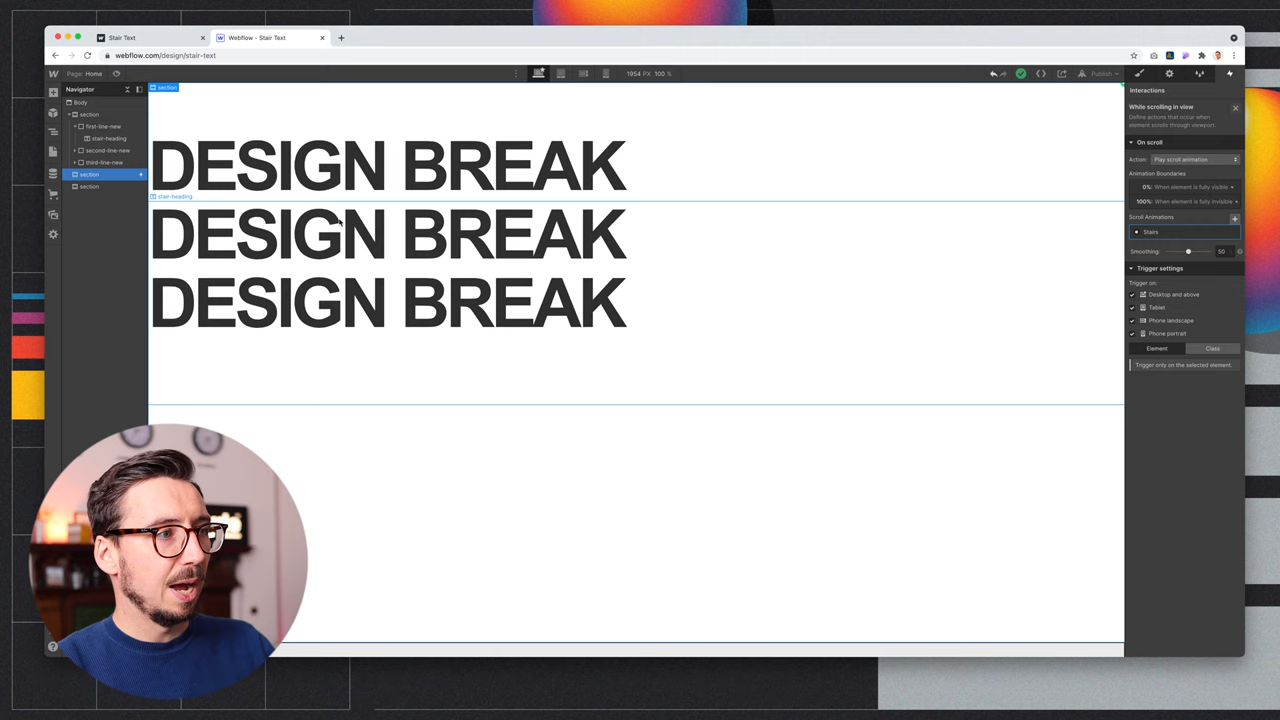 Stair Text
Webflow - Stair Text
webflow.com/design/stair-text
Page: Home
1954 PX 100 %
Publish
Navigator
Body
section
first-line-new
stair-heading
second-line-new
third-line-new
section
section
section
DESIGN BREAK
stair-heading
DESIGN BREAK
DESIGN BREAK
Interactions
While scrolling in view
Define actions that occur when
element scrolls through viewport.
On scroll
Action: Play scroll animation
Animation Boundaries
0%: When element is fully visible
100%: When element is fully invisible
Scroll Animations
Stairs
Smoothing: 50 %
Trigger settings
Trigger on:
Desktop and above
Tablet
Phone landscape
Phone portrait
Element Class
Trigger only on the selected element.